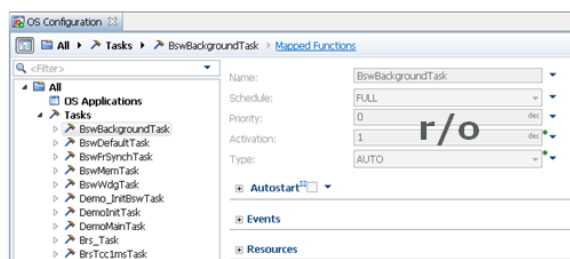 OS Configuration
All Tasks BswBackgroundTask Mapped Functions
<Filter>
All
OS Applications
Tasks
BswBackgroundTask
BswDefaultTask
BswFrSynchTask
BswMemTask
BswWdgTask
Demo_InitBswTask
DemoInitTask
DemoMainTask
Brs_Task
BrsTcc1msTask
Name: BswBackgroundTask
Schedule: FULL
Priority: 0 dec
Activation: 1 dec
Type: AUTO
r/o
Autostart
Events
Resources